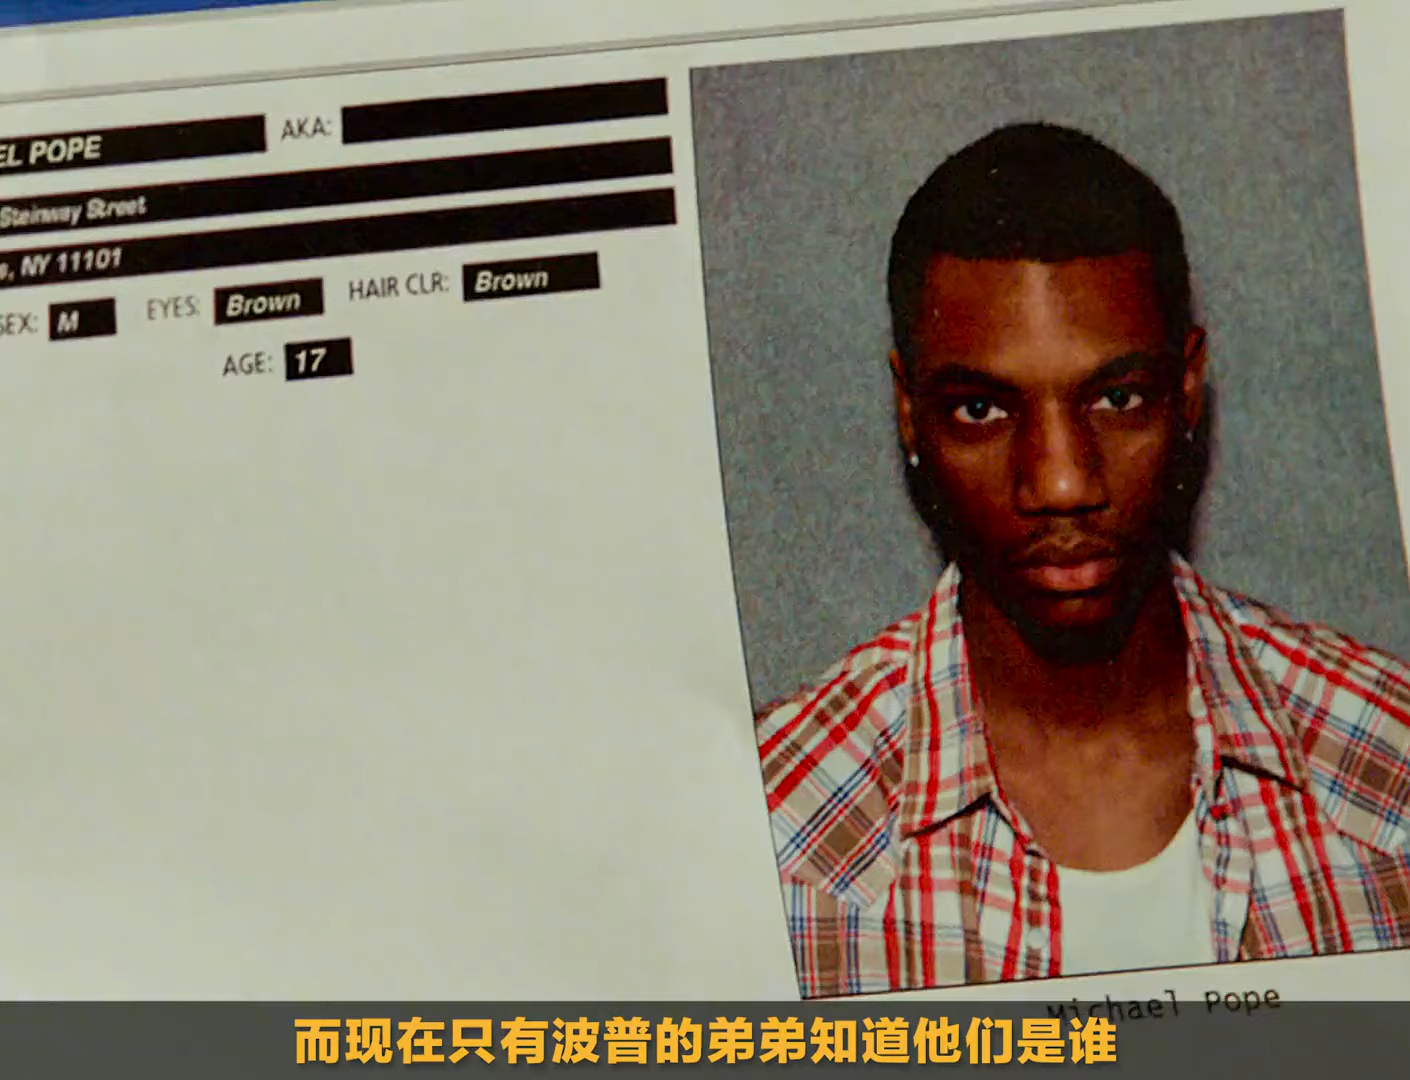 EL POPE AKA:
Steinway Street
s, NY 11101
SEX: M EYES: Brown HAIR CLR: Brown
AGE: 17
Michael Pope
而现在只有波普的弟弟知道他们是谁